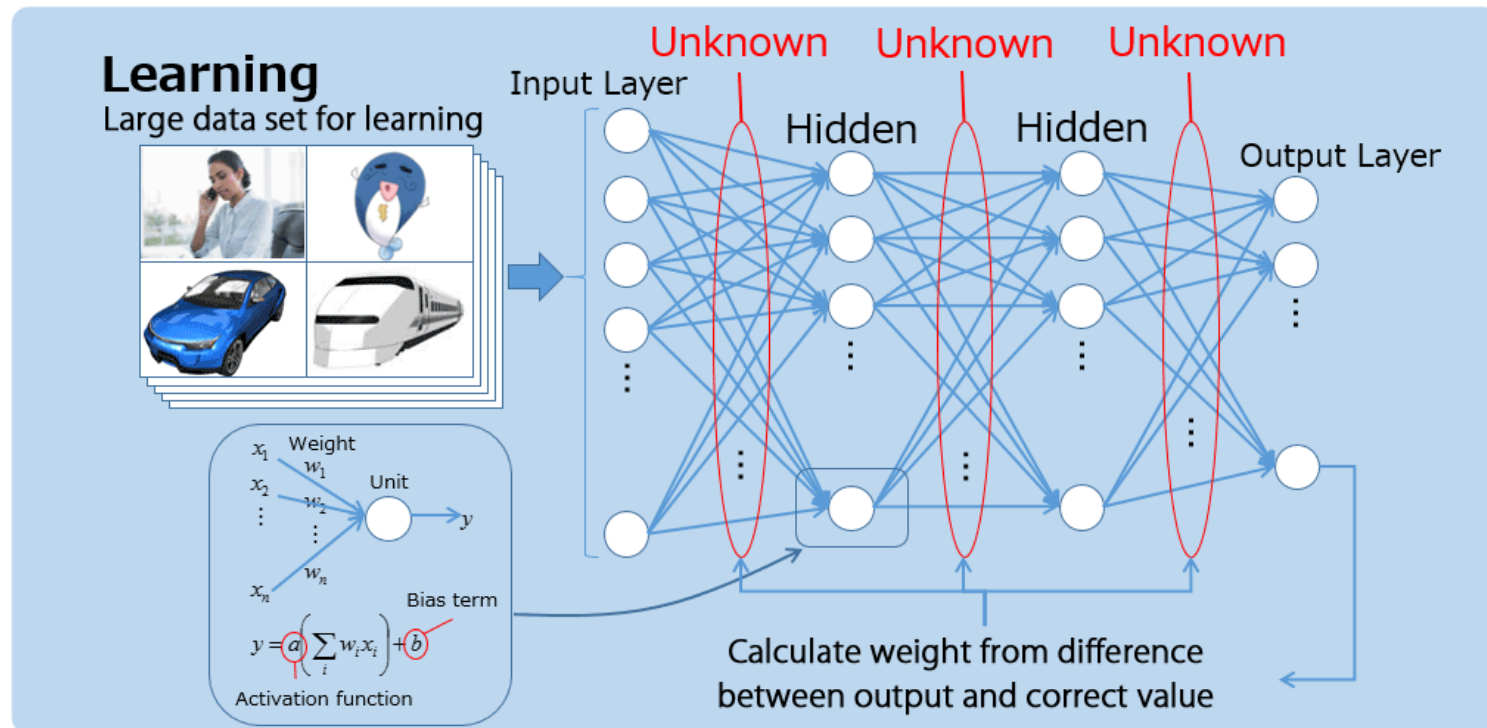 Learning
Large data set for learning
Input Layer
Unknown
Unknown
Unknown
Hidden
Hidden
Output Layer
Weight
x₁
w₁
Unit
x₂
w₂
⋮
⋮
y
xₙ
wₙ
Bias term
y = a(∑ᵢ wᵢxᵢ) + b
Activation function
Calculate weight from difference
between output and correct value